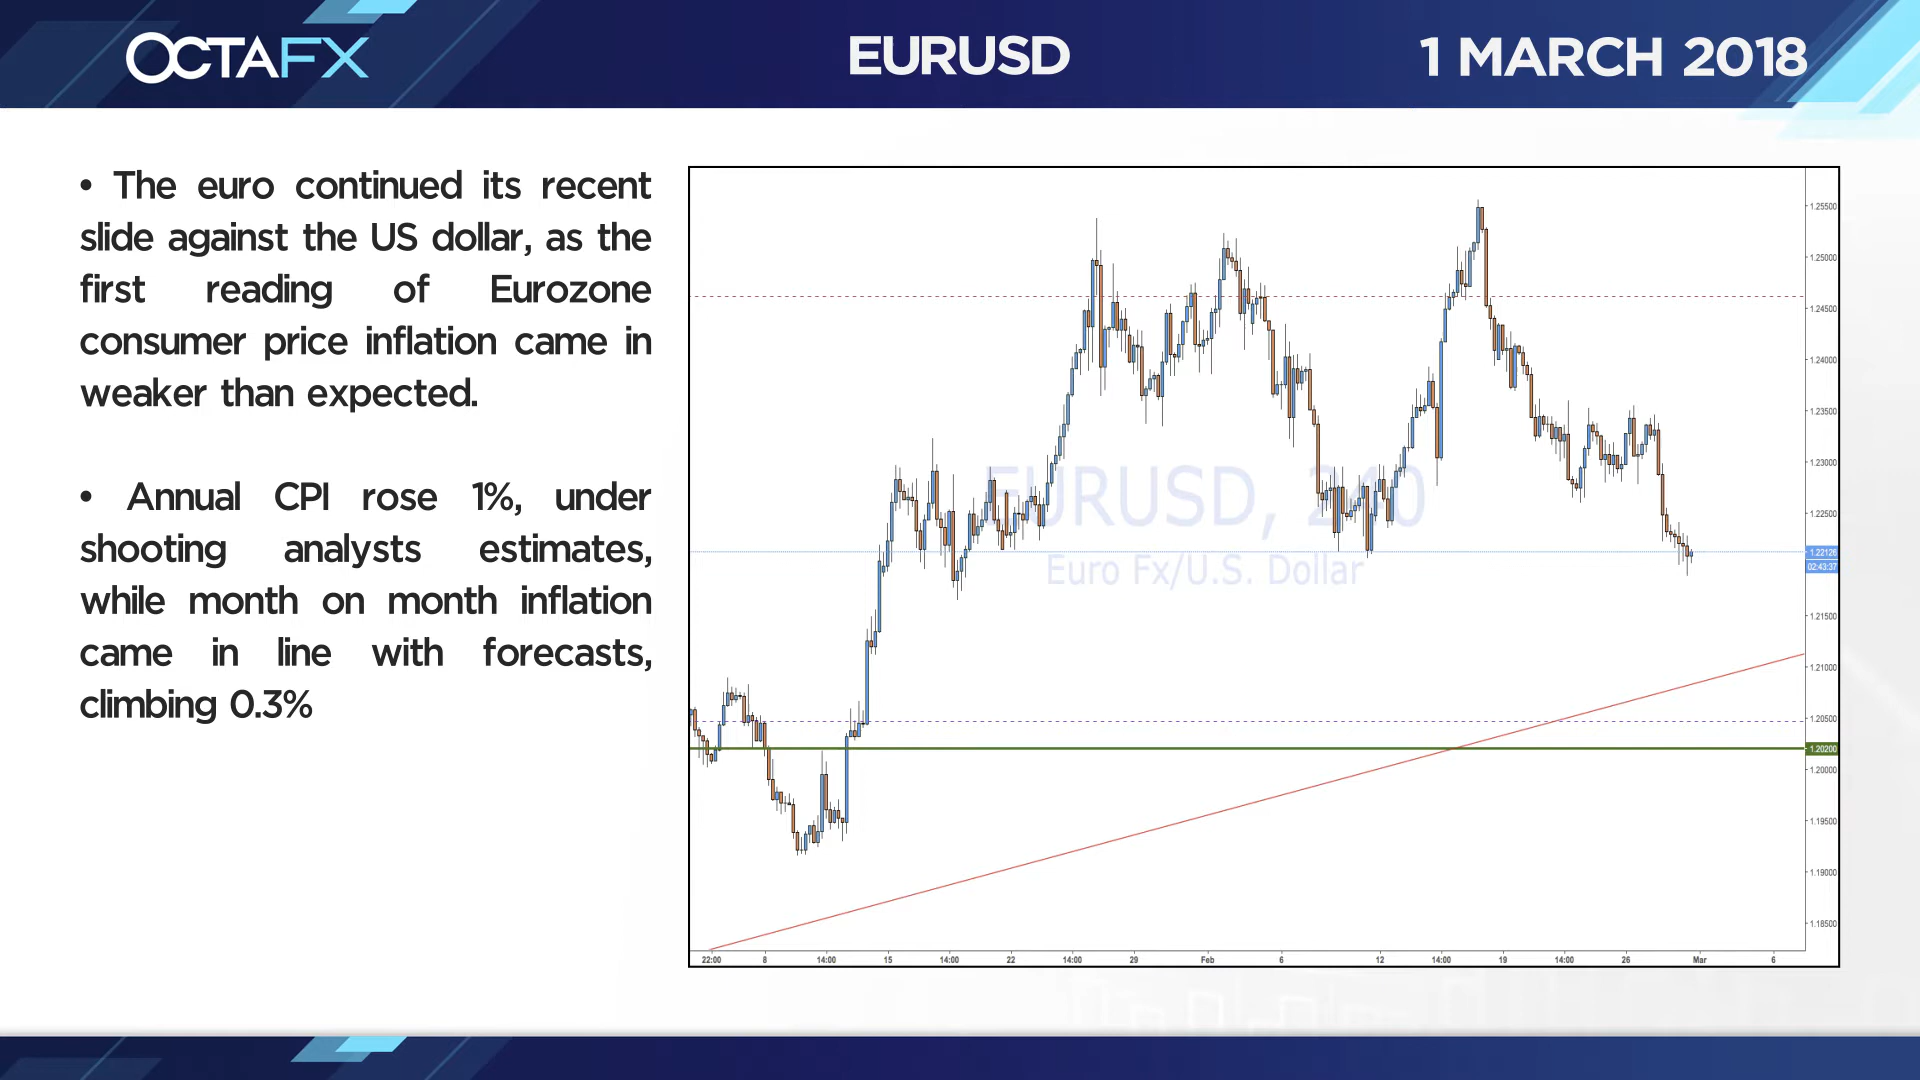 OCTAFX
EURUSD
1 MARCH 2018
• The euro continued its recent
slide against the US dollar, as the
first reading of Eurozone
consumer price inflation came in
weaker than expected.
• Annual CPI rose 1%, under
shooting analysts estimates,
while month on month inflation
came in line with forecasts,
climbing 0.3%
EURUSD, 240
Euro Fx/U.S. Dollar
1.25500
1.25000
1.24500
1.24000
1.23500
1.23000
1.22500
1.22126
02:43:37
1.21500
1.21000
1.20500
1.20200
1.20000
1.19500
1.19000
1.18500
22:00 8 14:00 15 14:00 22 14:00 29 Feb 6 12 14:00 19 14:00 26 Mar 6